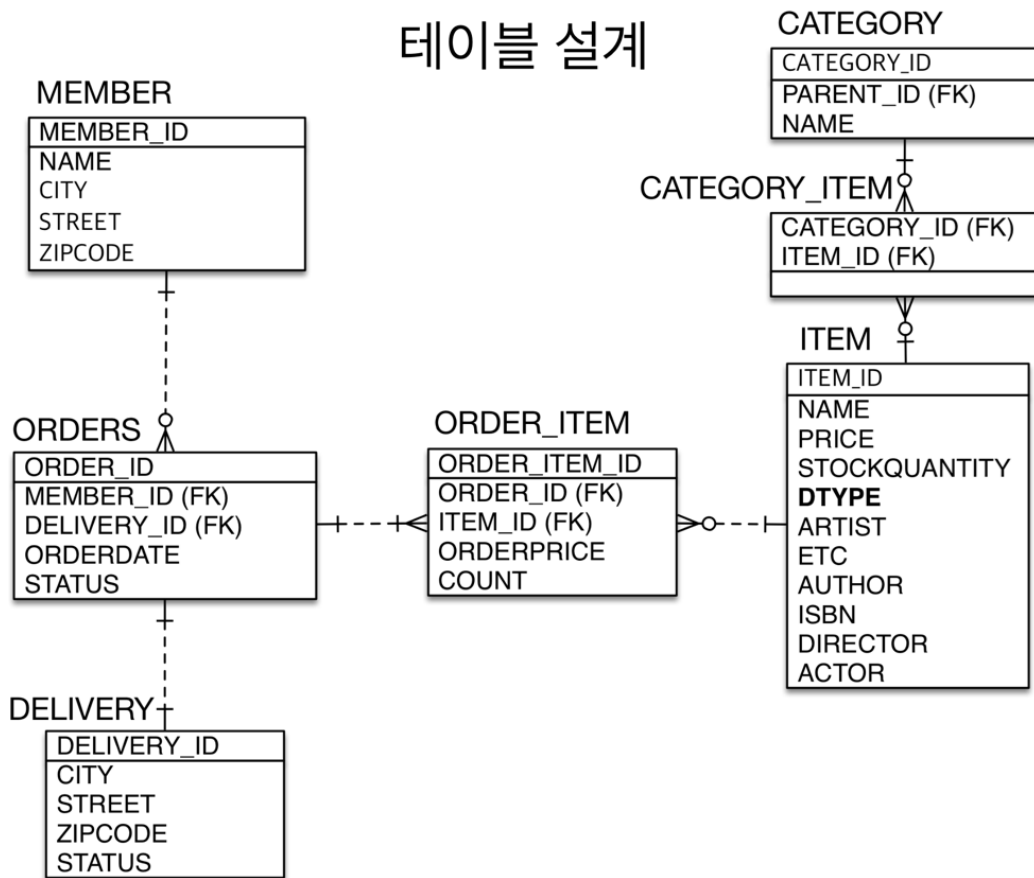 테이블 설계
MEMBER
MEMBER_ID
NAME
CITY
STREET
ZIPCODE
ORDERS
ORDER_ID
MEMBER_ID (FK)
DELIVERY_ID (FK)
ORDERDATE
STATUS
DELIVERY
DELIVERY_ID
CITY
STREET
ZIPCODE
STATUS
ORDER_ITEM
ORDER_ITEM_ID
ORDER_ID (FK)
ITEM_ID (FK)
ORDERPRICE
COUNT
CATEGORY
CATEGORY_ID
PARENT_ID (FK)
NAME
CATEGORY_ITEM
CATEGORY_ID (FK)
ITEM_ID (FK)
ITEM
ITEM_ID
NAME
PRICE
STOCKQUANTITY
DTYPE
ARTIST
ETC
AUTHOR
ISBN
DIRECTOR
ACTOR